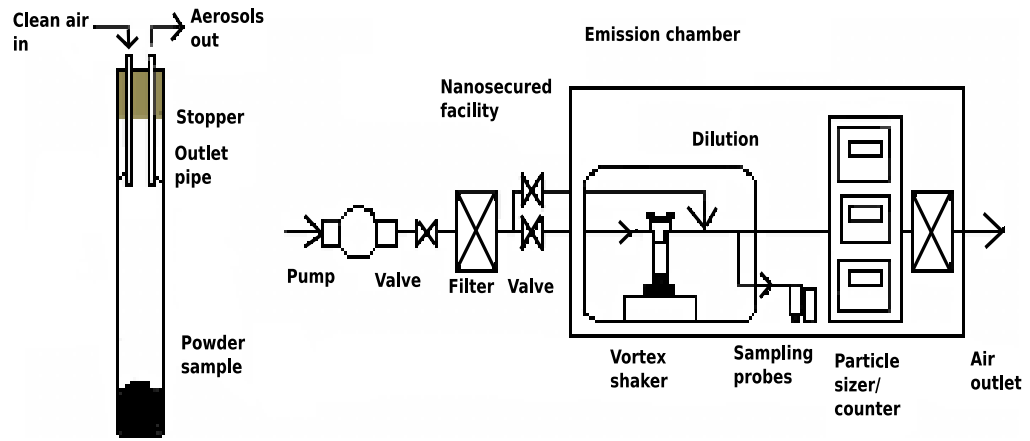 Clean air
in
Aerosols
out
Stopper
Outlet
pipe
Powder
sample
Emission chamber
Nanosecured
facility
Dilution
Pump
Valve
Filter
Valve
Vortex
shaker
Sampling
probes
Particle
sizer/
counter
Air
outlet